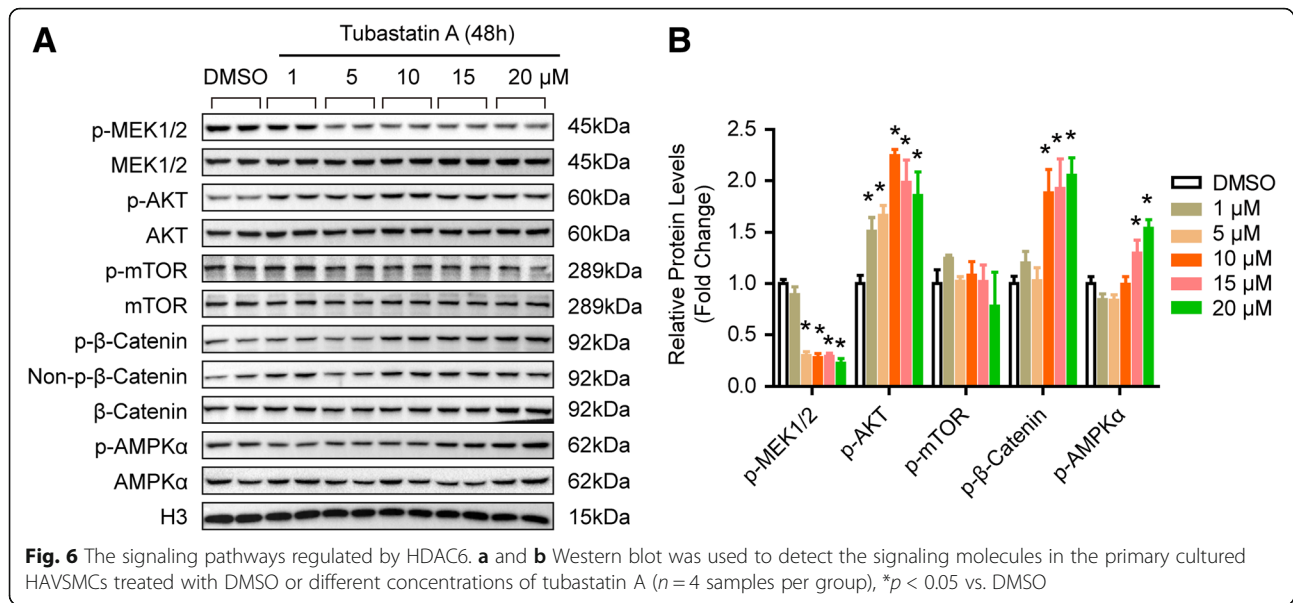 A
Tubastatin A (48h)
DMSO 1 5 10 15 20 µM
p-MEK1/2 45kDa
MEK1/2 45kDa
p-AKT 60kDa
AKT 60kDa
p-mTOR 289kDa
mTOR 289kDa
p-β-Catenin 92kDa
Non-p-β-Catenin 92kDa
β-Catenin 92kDa
p-AMPKα 62kDa
AMPKα 62kDa
H3 15kDa
B
Relative Protein Levels
(Fold Change)
2.5
2.0
1.5
1.0
0.5
0.0
* * * *
* * * * *
* * *
* *
p-MEK1/2
p-AKT
p-mTOR
p-β-Catenin
p-AMPKα
DMSO
1 µM
5 µM
10 µM
15 µM
20 µM
Fig. 6 The signaling pathways regulated by HDAC6. a and b Western blot was used to detect the signaling molecules in the primary cultured
HAVSMCs treated with DMSO or different concentrations of tubastatin A (n = 4 samples per group), *p < 0.05 vs. DMSO